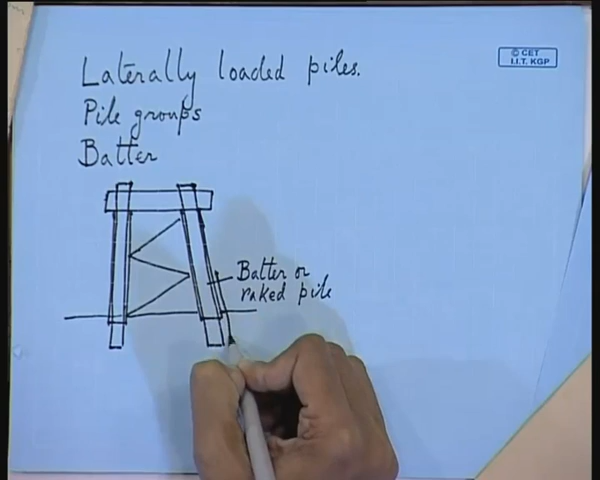 Laterally loaded piles.
Pile groups
Batter
Batter or
raked pile
© CET
I.I.T. KGP